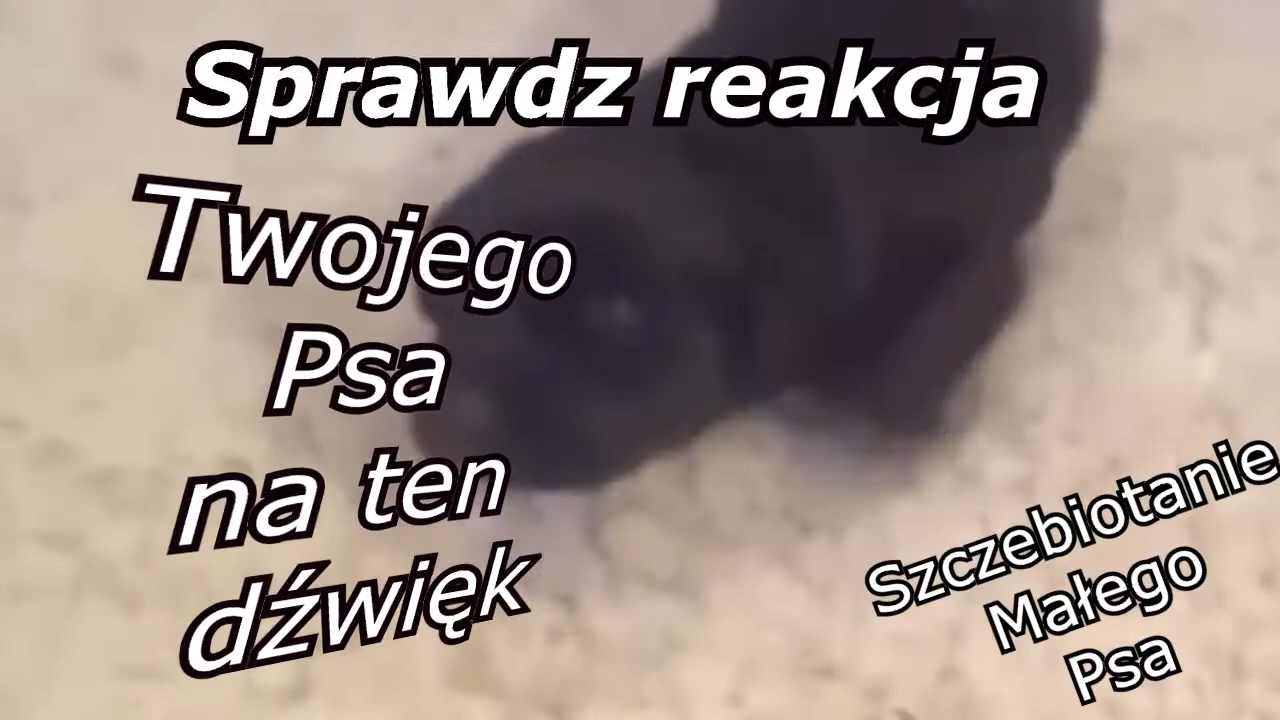 Sprawdz reakcja
Twojego
Psa
na ten
dźwięk
Szczebiotanie
Małego
Psa